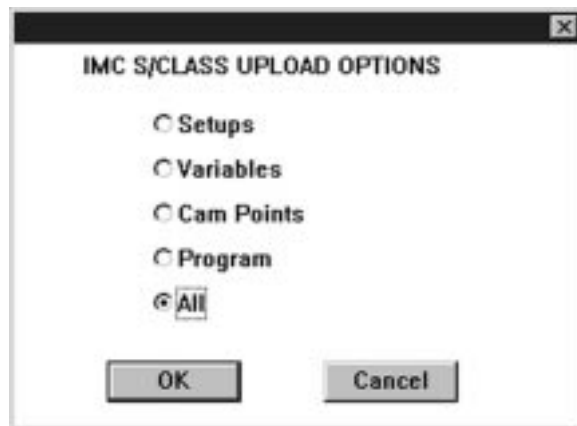 IMC S/CLASS UPLOAD OPTIONS
Setups
Variables
Cam Points
Program
All
OK Cancel